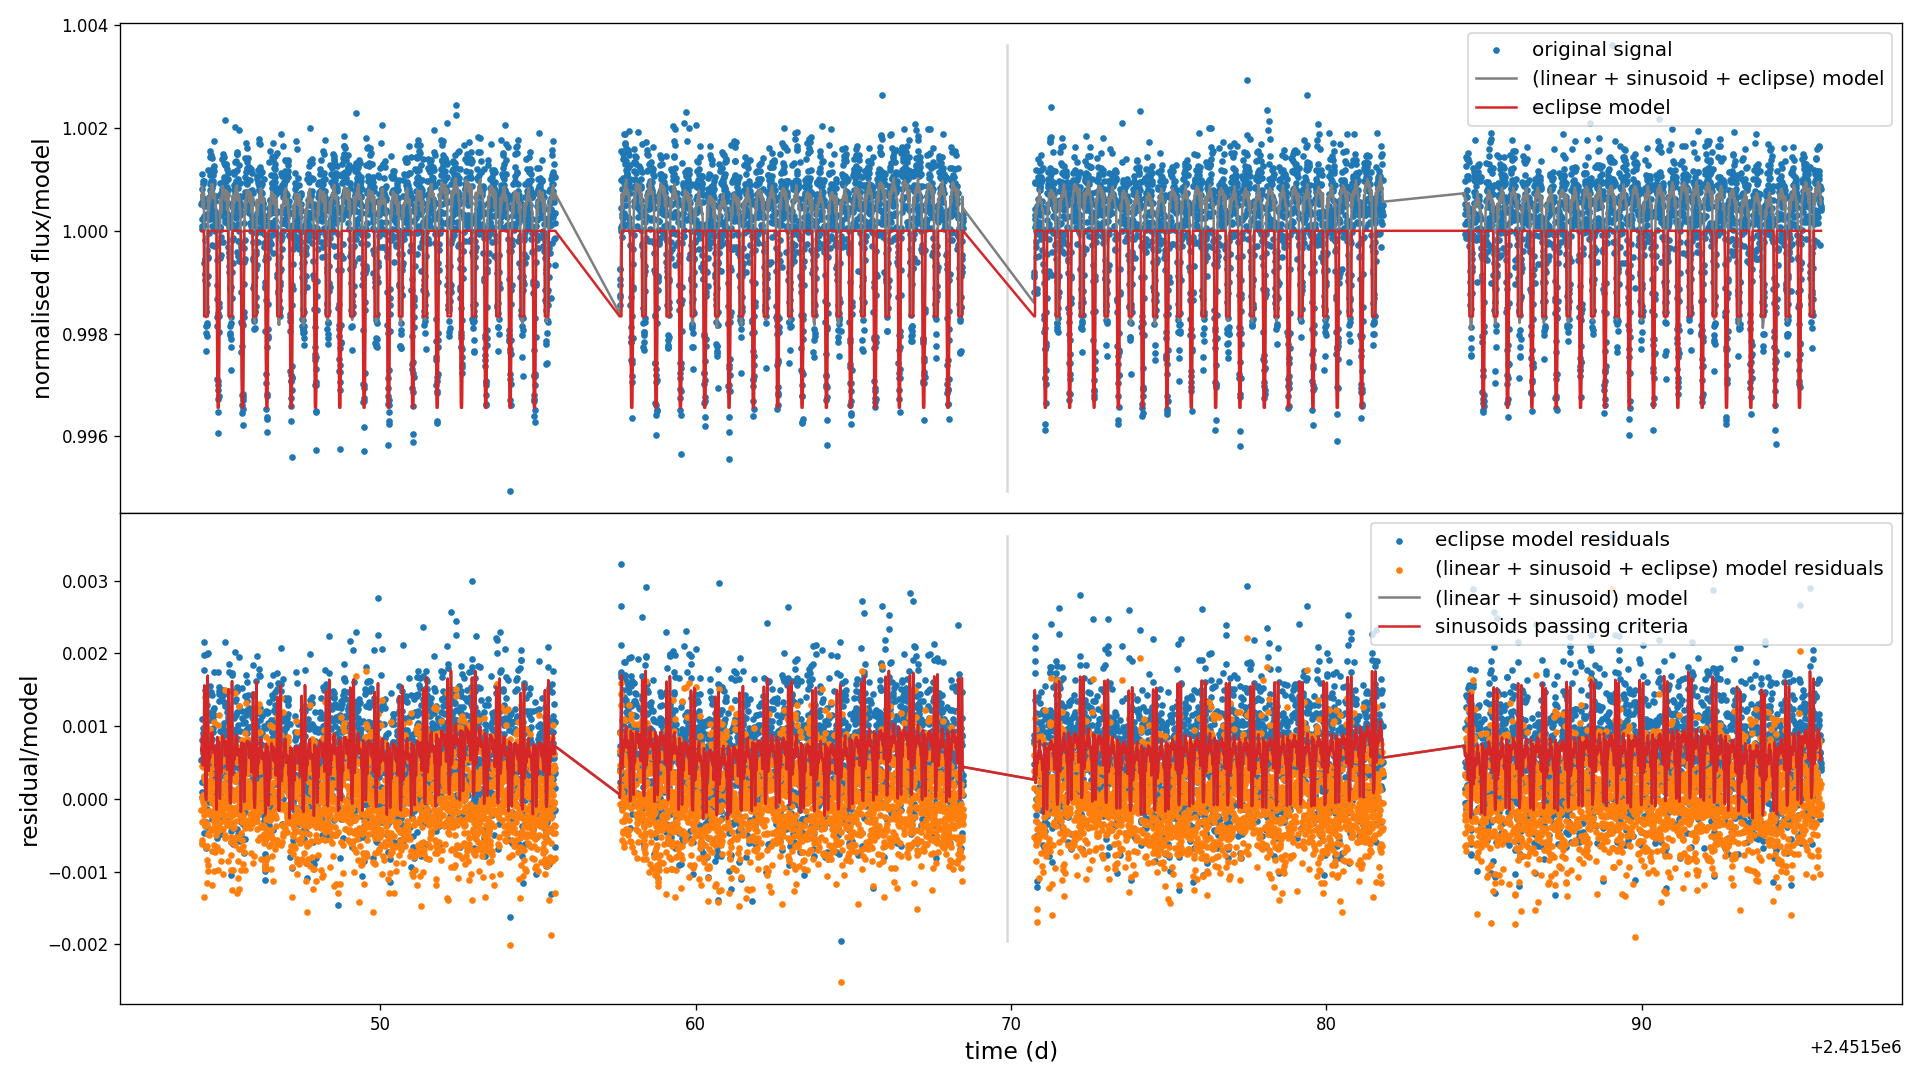 1.004
1.002
1.000
0.998
0.996
normalised flux/model
original signal
(linear + sinusoid + eclipse) model
eclipse model
0.003
0.002
0.001
0.000
−0.001
−0.002
residual/model
eclipse model residuals
(linear + sinusoid + eclipse) model residuals
(linear + sinusoid) model
sinusoids passing criteria
50
60
70
80
90
time (d)
+2.4515e6